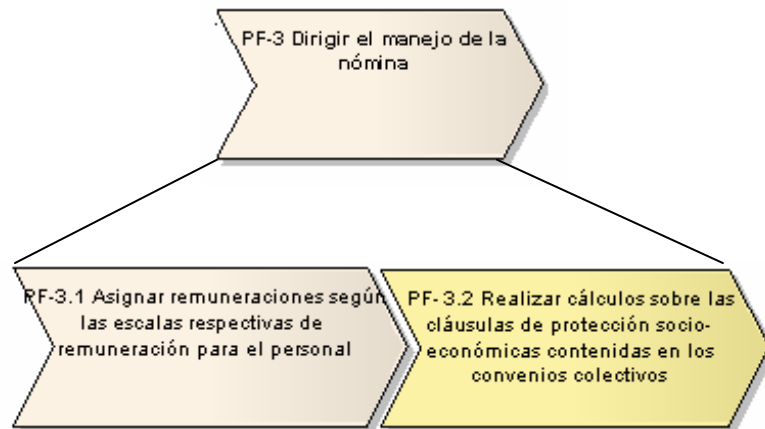 PF-3 Dirigir el manejo de la
nómina
PF-3.1 Asignar remuneraciones según
las escalas respectivas de
remuneración para el personal
PF- 3.2 Realizar cálculos sobre las
cláusulas de protección socio-
económicas contenidas en los
convenios colectivos